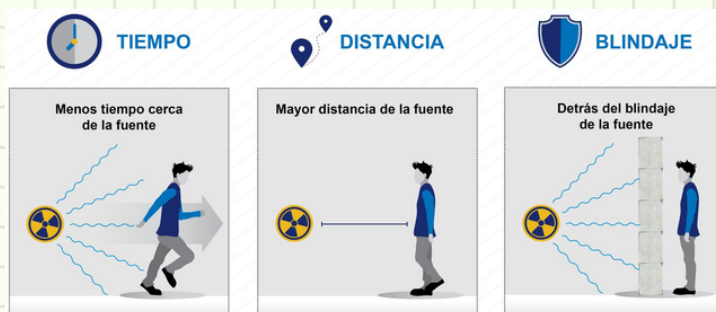 TIEMPO
Menos tiempo cerca
de la fuente
DISTANCIA
Mayor distancia de la fuente
BLINDAJE
Detrás del blindaje
de la fuente